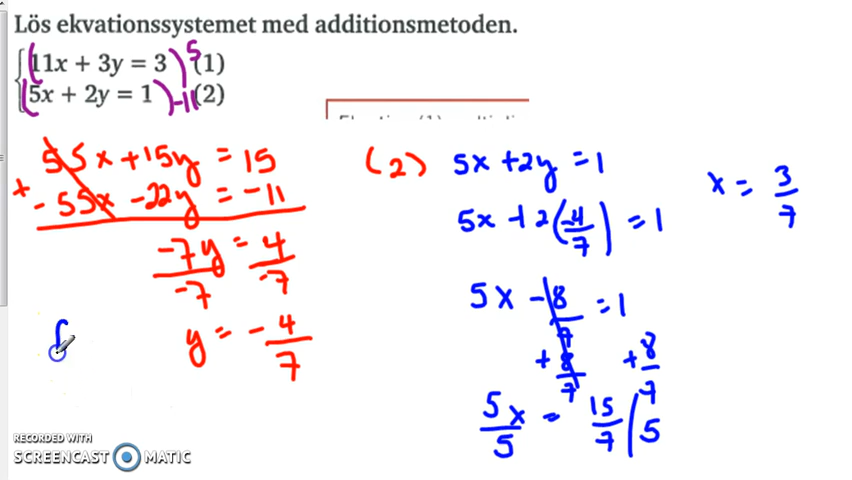 Lös ekvationssystemet med additionsmetoden.
(11x + 3y = 3) 5 (1)
(5x + 2y = 1) -11 (2)
55x + 15y = 15
+ -55x - 22y = -11
-7y/-7 = 4/-7
y = -4/7
(2) 5x + 2y = 1
5x + 2(-4/7) = 1
5x - 8/7 = 1
+ 8/7 + 8/7
5x/5 = 15/7 / 5
x = 3/7
RECORDED WITH
SCREENCAST MATIC